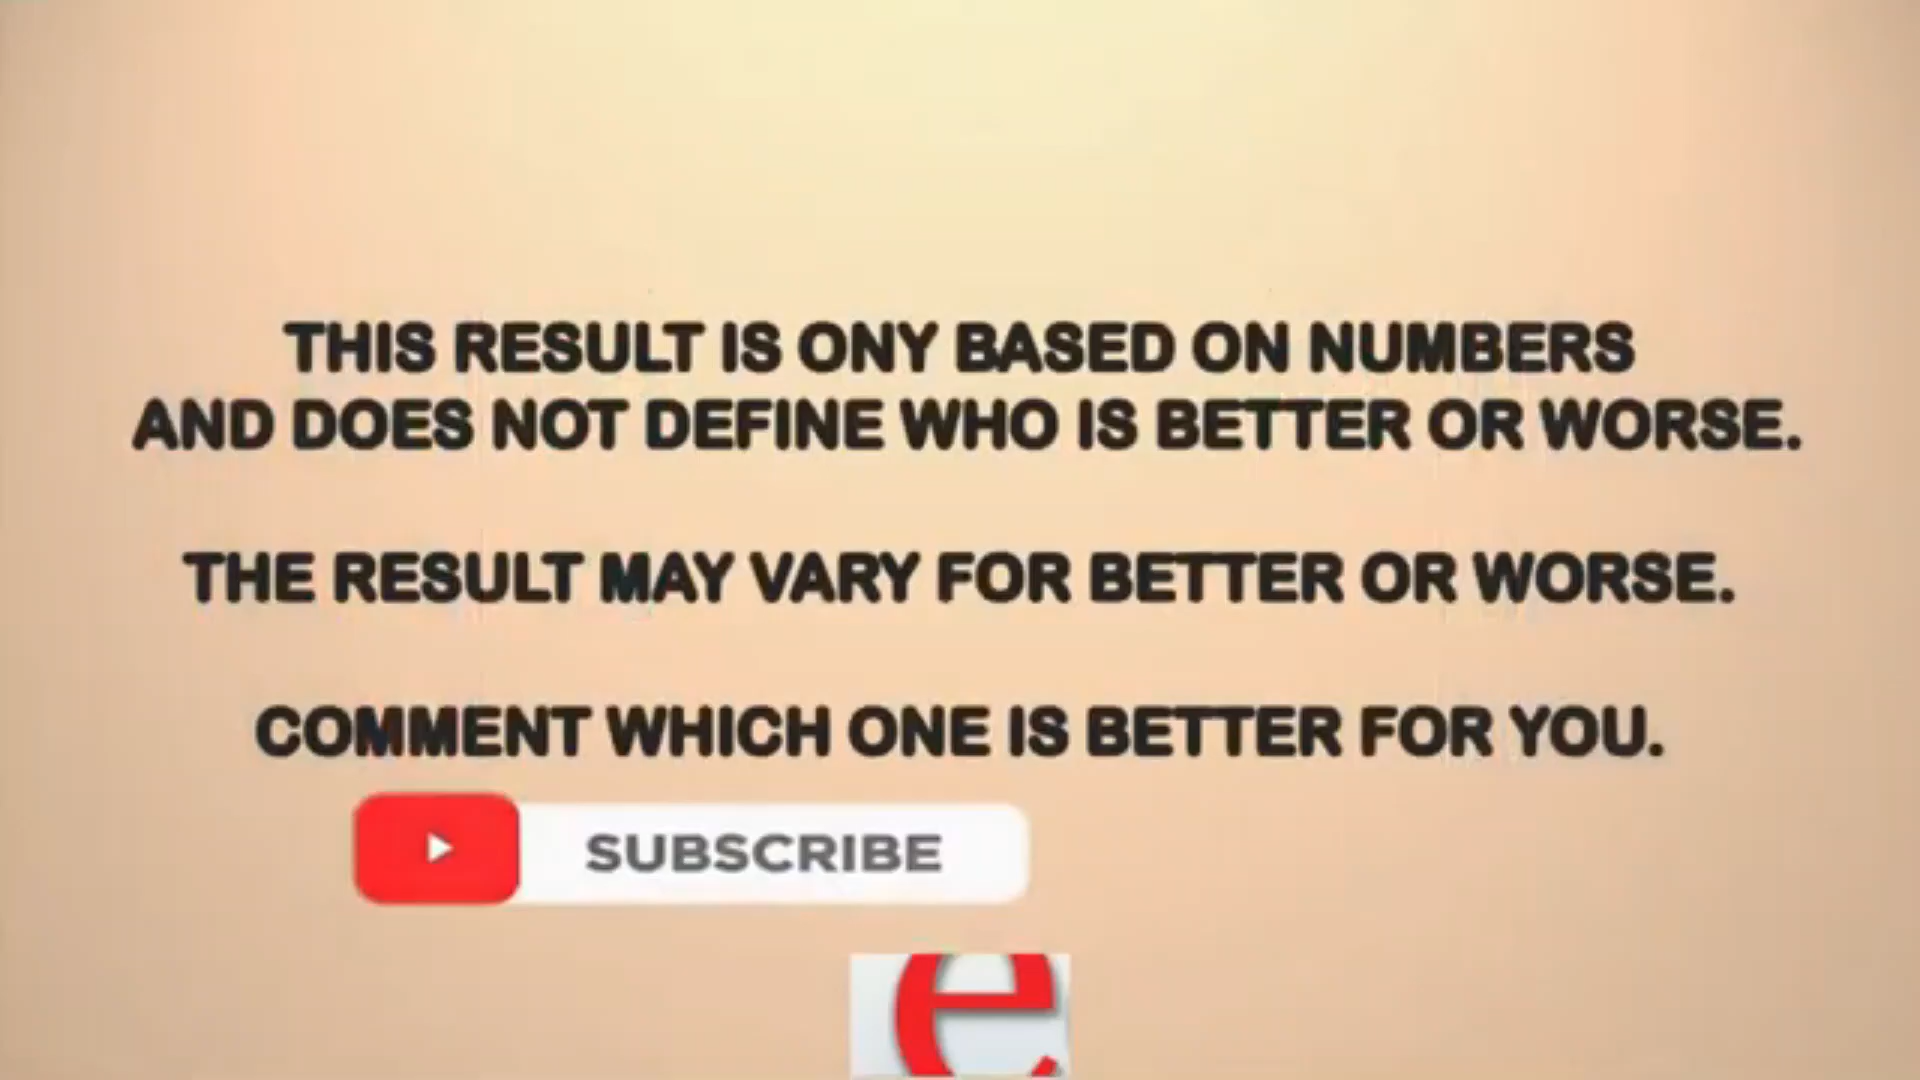 THIS RESULT IS ONY BASED ON NUMBERS
AND DOES NOT DEFINE WHO IS BETTER OR WORSE.
THE RESULT MAY VARY FOR BETTER OR WORSE.
COMMENT WHICH ONE IS BETTER FOR YOU.
SUBSCRIBE
e